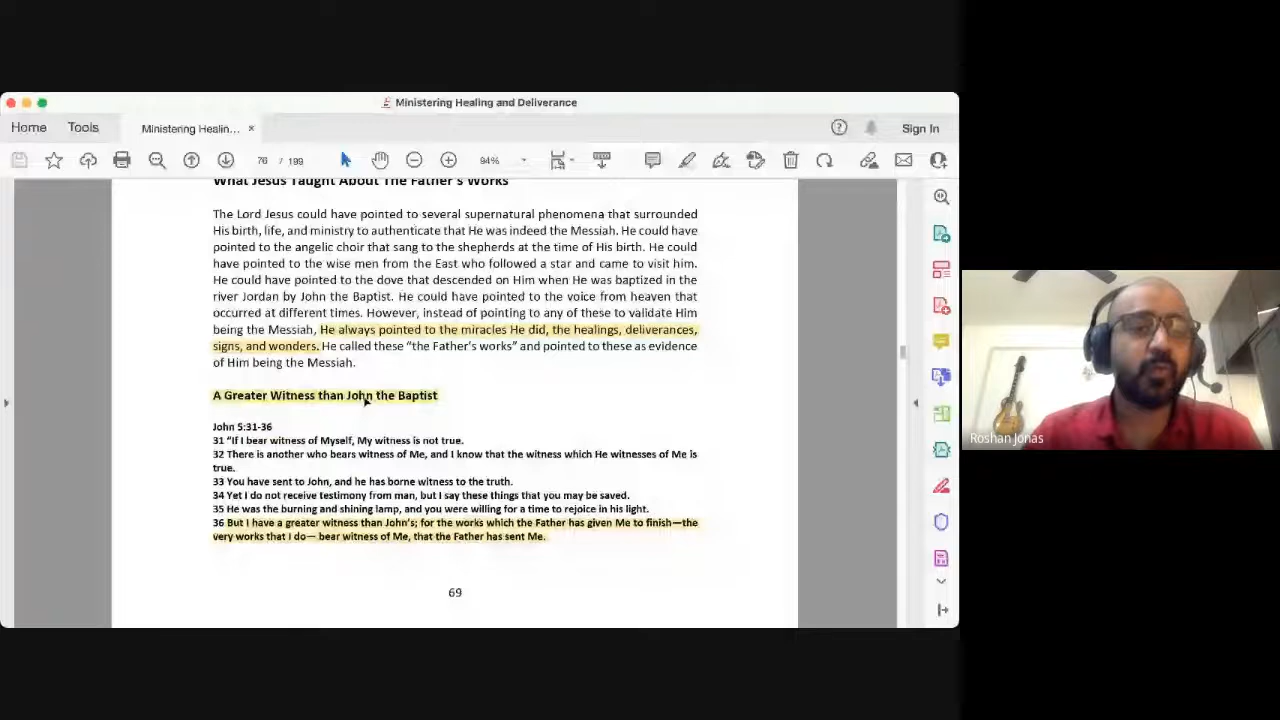 Ministering Healing and Deliverance
Home Tools Ministering Healin... × Sign In
76 / 199 94%
What Jesus Taught About The Father's Works
The Lord Jesus could have pointed to several supernatural phenomena that surrounded
His birth, life, and ministry to authenticate that He was indeed the Messiah. He could have
pointed to the angelic choir that sang to the shepherds at the time of His birth. He could
have pointed to the wise men from the East who followed a star and came to visit him.
He could have pointed to the dove that descended on Him when He was baptized in the
river Jordan by John the Baptist. He could have pointed to the voice from heaven that
occurred at different times. However, instead of pointing to any of these to validate Him
being the Messiah, He always pointed to the miracles He did, the healings, deliverances,
signs, and wonders. He called these “the Father's works” and pointed to these as evidence
of Him being the Messiah.
A Greater Witness than John the Baptist
John 5:31-36
31 “If I bear witness of Myself, My witness is not true.
32 There is another who bears witness of Me, and I know that the witness which He witnesses of Me is
true.
33 You have sent to John, and he has borne witness to the truth.
34 Yet I do not receive testimony from man, but I say these things that you may be saved.
35 He was the burning and shining lamp, and you were willing for a time to rejoice in his light.
36 But I have a greater witness than John's; for the works which the Father has given Me to finish—the
very works that I do— bear witness of Me, that the Father has sent Me.
69
Roshan Jonas